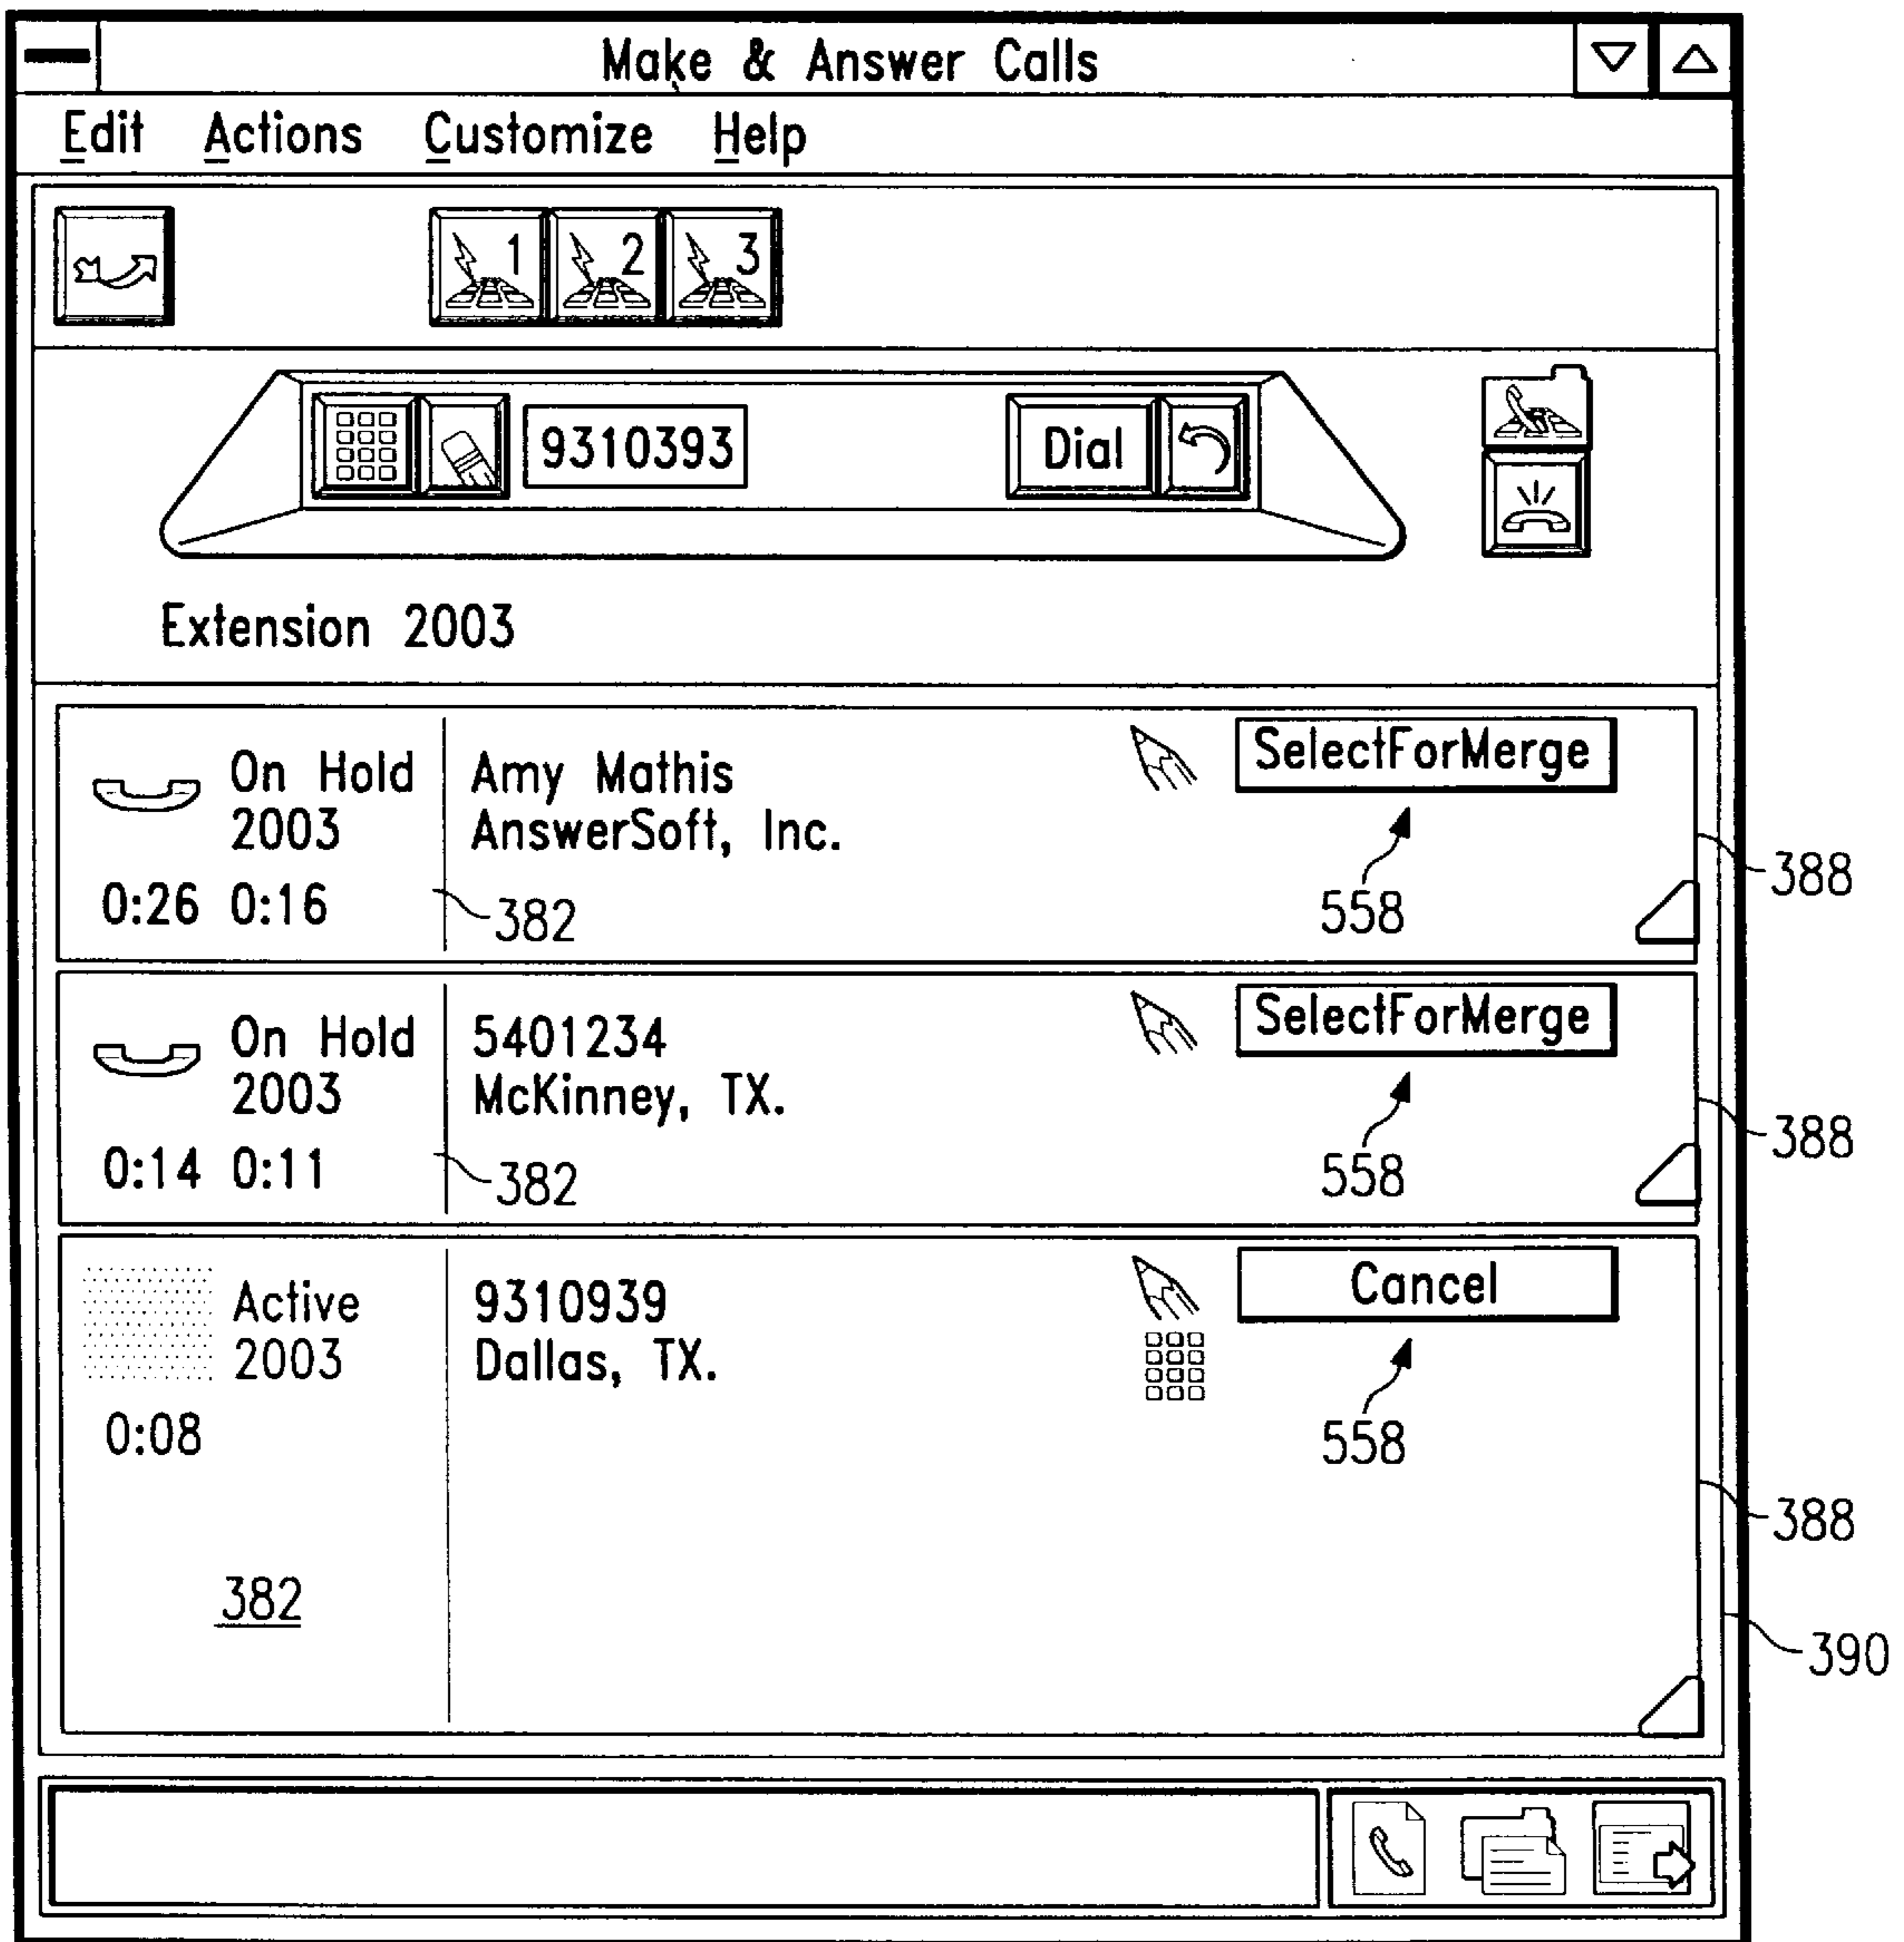 Make & Answer Calls
Edit Actions Customize Help
1 2 3
9310393 Dial
Extension 2003
On Hold Amy Mathis SelectForMerge
2003 AnswerSoft, Inc.
388
0:26 0:16 382 558
On Hold 5401234 SelectForMerge
2003 McKinney, TX.
388
0:14 0:11 382 558
Active 9310939 Cancel
2003 Dallas, TX.
0:08 558
388
382
390